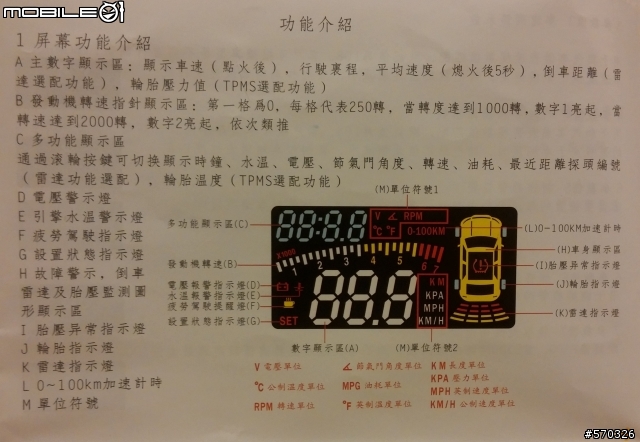 MOBILE01
功能介紹
1 屏幕功能介紹
A 主數字顯示區：顯示車速（點火後），行駛裏程，平均速度（熄火後5秒），倒車距離（雷
達選配功能），輪胎壓力值（TPMS選配功能）
B 發動機轉速指針顯示區：第一格爲0，每格代表250轉，當轉度達到1000轉，數字1亮起，當
轉速達到2000轉，數字2亮起，依次類推
C 多功能顯示區
通過滾輪按鍵可切換顯示時鐘、水溫、電壓、節氣門角度、轉速、油耗、最近距離探頭編號
（雷達功能選配），輪胎溫度（TPMS選配功能）
D 電壓警示燈
E 引擎水溫警示燈
F 疲勞駕駛指示燈
G 設置狀態指示燈
H 故障警示，倒車
雷達及胎壓監測圖
形顯示區
I 胎壓異常指示燈
J 輪胎指示燈
K 雷達指示燈
L 0~100km加速計時
M 單位符號
(M)單位符號1
多功能顯示區(C)
發動機轉速(B)
電壓報警指示燈(D)
水溫報警指示燈(E)
疲勞駕駛提醒燈(F)
設置狀態指示燈(G)
88:88
V RPM
°C °F 0-100KM
X1000
1 2 3 4 5 6 7
88.8
SET
KM
KPA
MPH
KM/H
(L)0-100KM加速計時
(H)車身顯示區
(I)胎壓異常指示燈
(J)輪胎指示燈
(K)雷達指示燈
數字顯示區(A)
(M)單位符號2
V 電壓單位
節氣門角度單位
KM 長度單位
°C 公制溫度單位
MPG 油耗單位
KPA 壓力單位
MPH 英制速度單位
RPM 轉速單位
°F 英制溫度單位
KM/H 公制速度單位
#570326